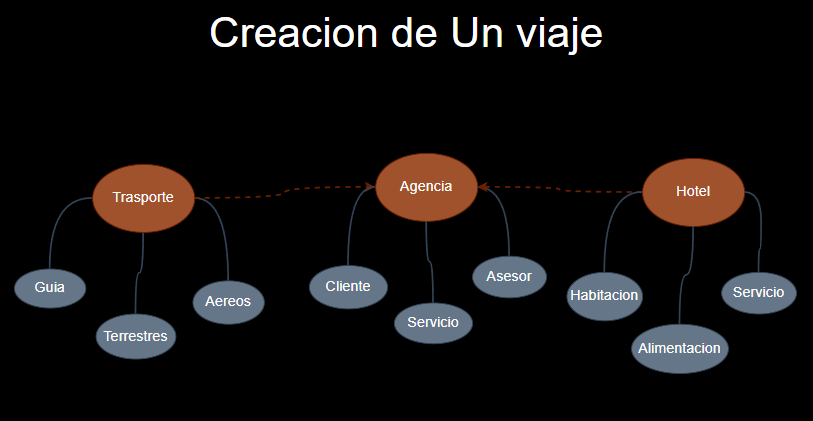 Creacion de Un viaje
Trasporte
Agencia
Hotel
Guia
Terrestres
Aereos
Cliente
Servicio
Asesor
Habitacion
Alimentacion
Servicio